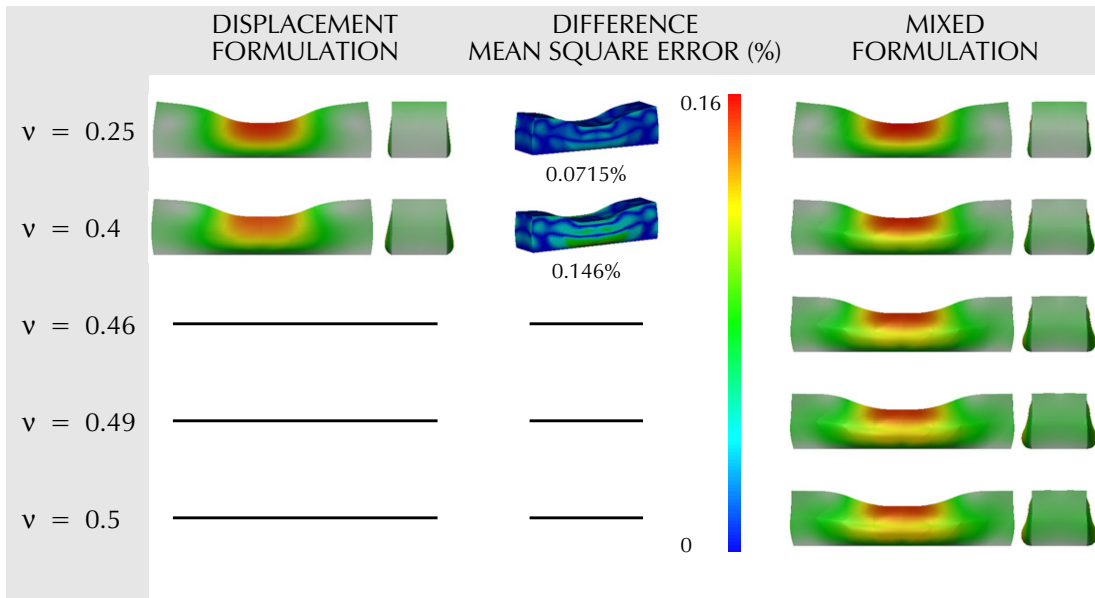 DISPLACEMENT
FORMULATION
DIFFERENCE
MEAN SQUARE ERROR (%)
MIXED
FORMULATION
ν = 0.25
0.0715%
0.16
ν = 0.4
0.146%
ν = 0.46
ν = 0.49
ν = 0.5
0